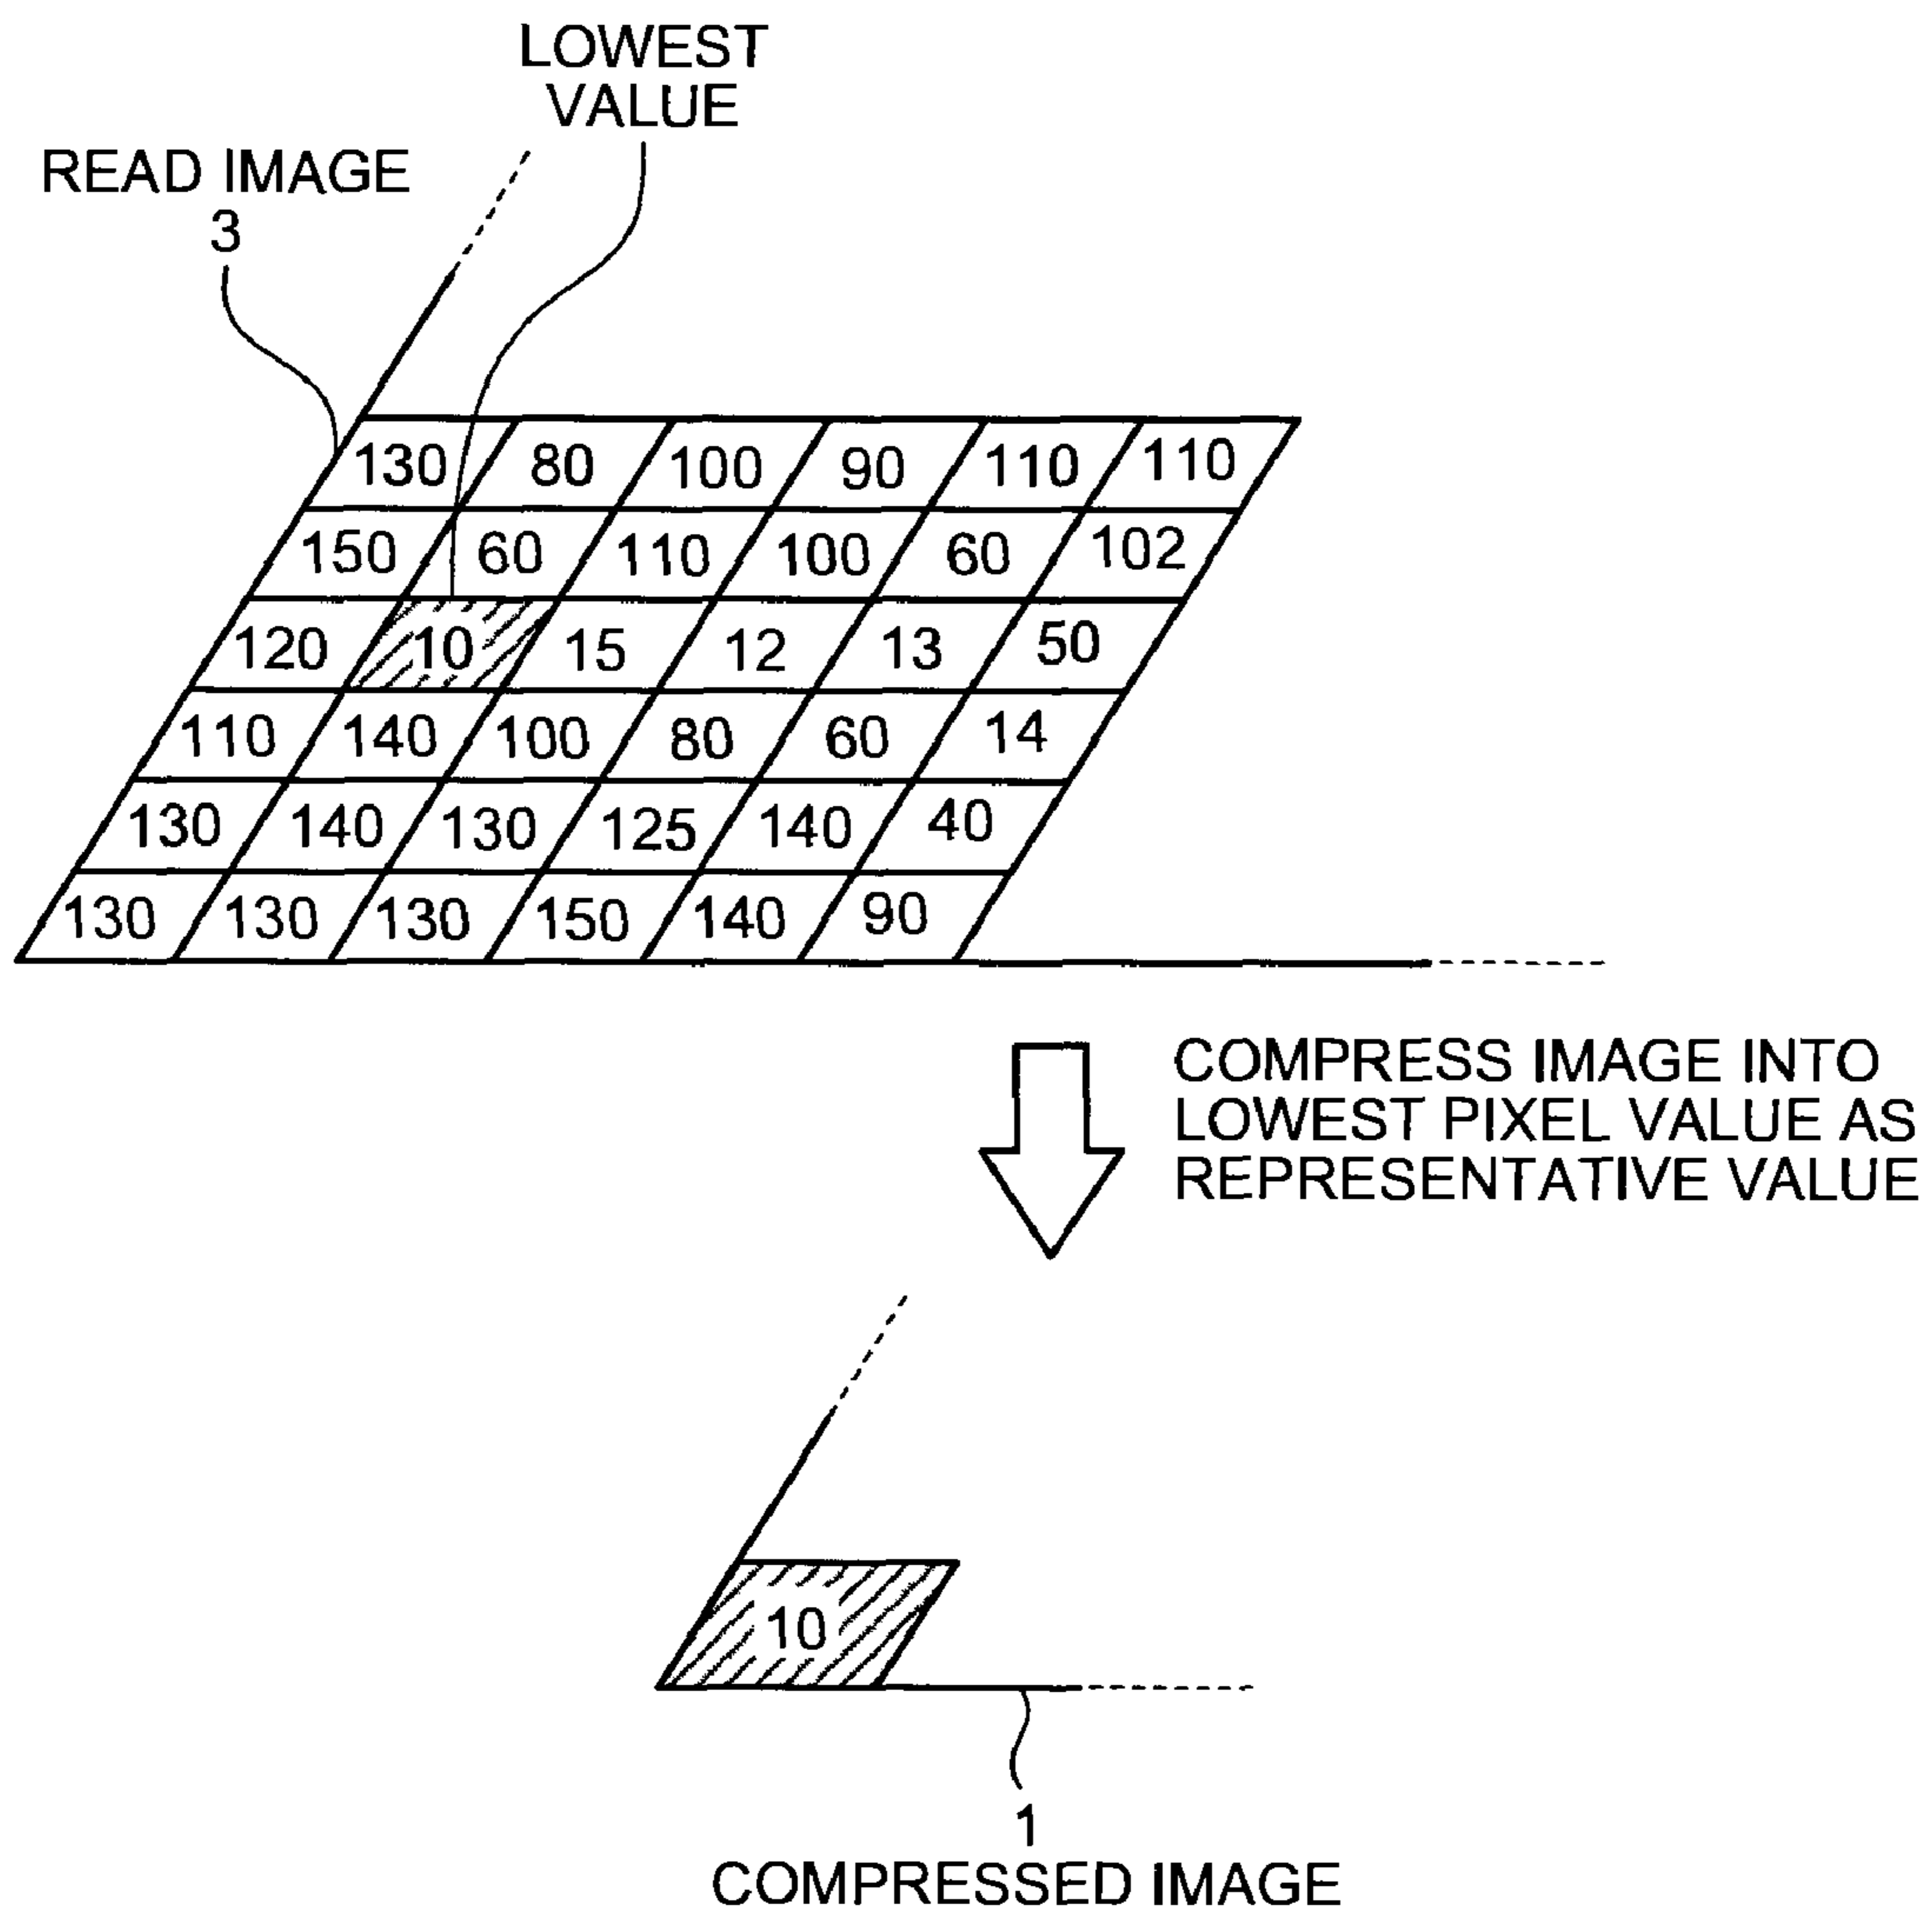 LOWEST
VALUE
READ IMAGE
3
130 80 100 90 110 110
150 60 110 100 60 102
120 10 15 12 13 50
110 140 100 80 60 14
130 140 130 125 140 40
130 130 130 150 140 90
COMPRESS IMAGE INTO
LOWEST PIXEL VALUE AS
REPRESENTATIVE VALUE
10
1
COMPRESSED IMAGE